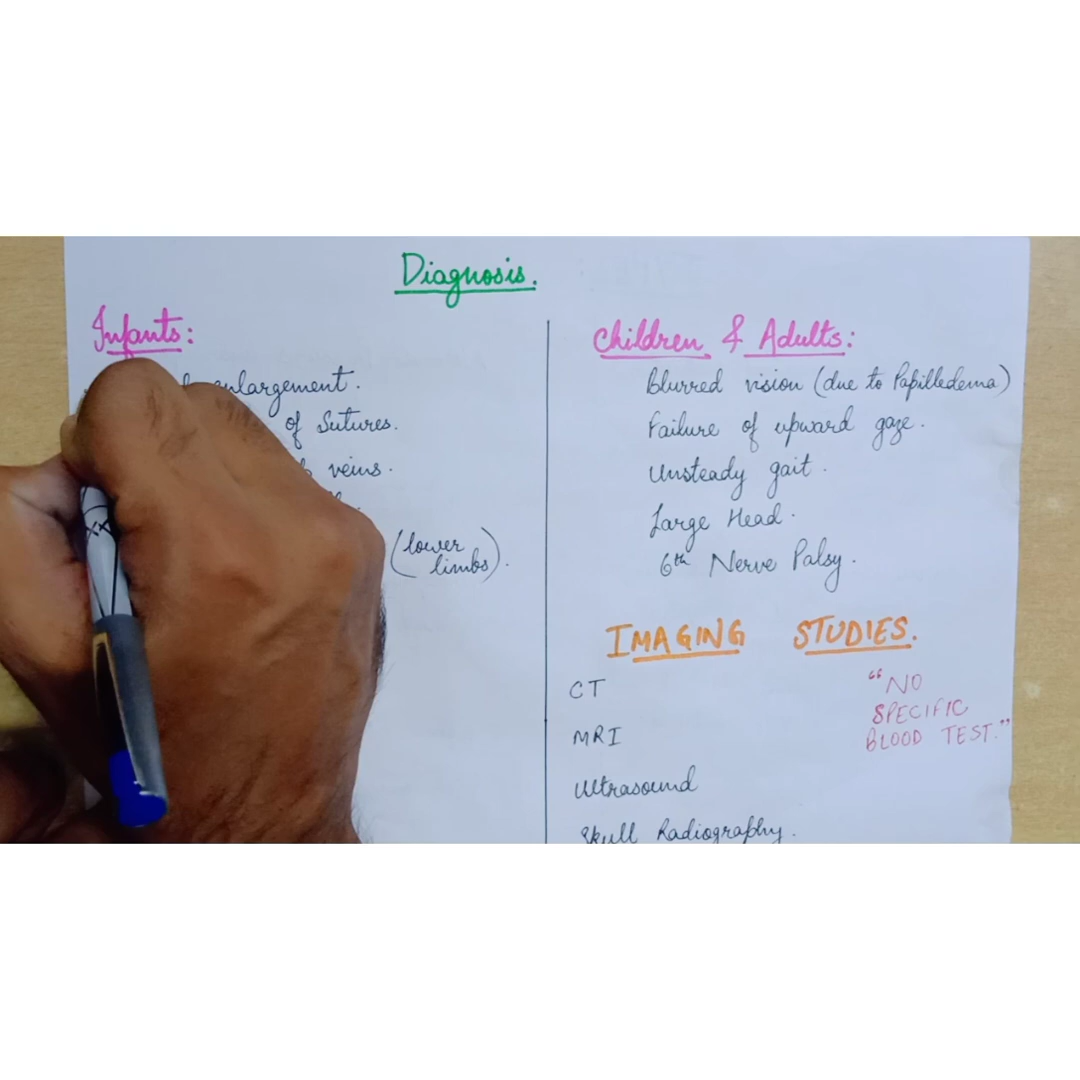 Diagnosis.
Infants:
enlargement.
of Sutures.
veins.
(lower
limbs).
Children & Adults:
Blurred vision (due to Papilledema)
Failure of upward gaze.
Unsteady gait.
Large Head.
6th Nerve Palsy.
IMAGING STUDIES.
CT
MRI
Ultrasound
Skull Radiography.
"NO
SPECIFIC
BLOOD TEST."